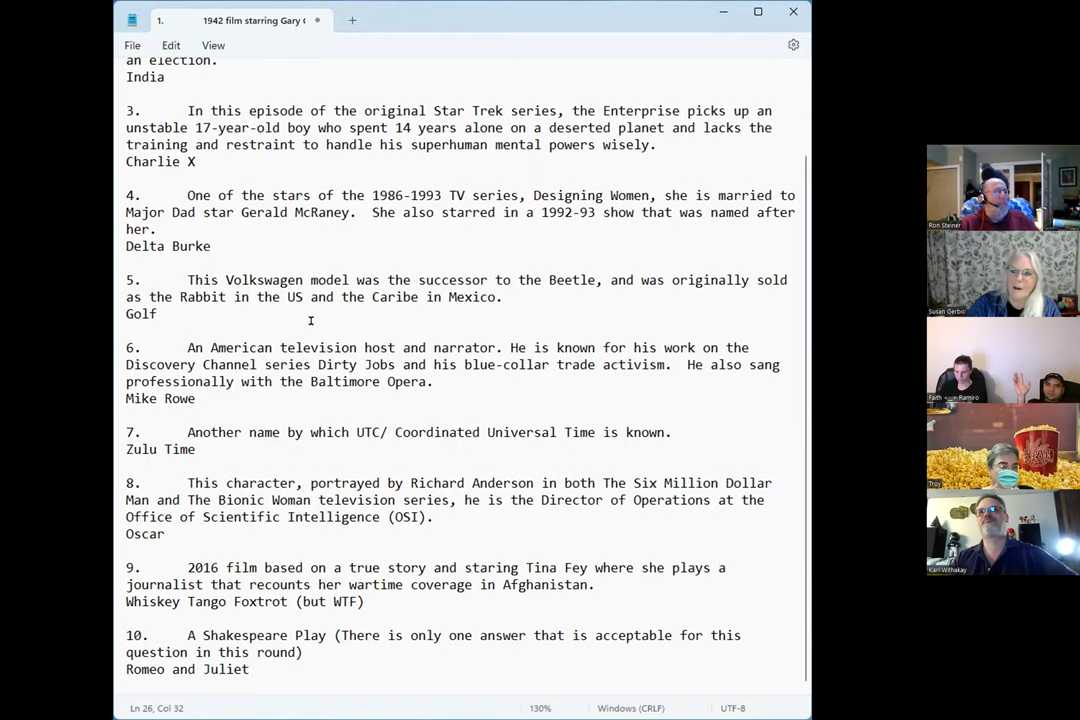 1. 1942 film starring Gary C
File Edit View
an election.
India
3. In this episode of the original Star Trek series, the Enterprise picks up an
unstable 17-year-old boy who spent 14 years alone on a deserted planet and lacks the
training and restraint to handle his superhuman mental powers wisely.
Charlie X
4. One of the stars of the 1986-1993 TV series, Designing Women, she is married to
Major Dad star Gerald McRaney. She also starred in a 1992-93 show that was named after
her.
Delta Burke
5. This Volkswagen model was the successor to the Beetle, and was originally sold
as the Rabbit in the US and the Caribe in Mexico.
Golf
6. An American television host and narrator. He is known for his work on the
Discovery Channel series Dirty Jobs and his blue-collar trade activism. He also sang
professionally with the Baltimore Opera.
Mike Rowe
7. Another name by which UTC/ Coordinated Universal Time is known.
Zulu Time
8. This character, portrayed by Richard Anderson in both The Six Million Dollar
Man and The Bionic Woman television series, he is the Director of Operations at the
Office of Scientific Intelligence (OSI).
Oscar
9. 2016 film based on a true story and staring Tina Fey where she plays a
journalist that recounts her wartime coverage in Afghanistan.
Whiskey Tango Foxtrot (but WTF)
10. A Shakespeare Play (There is only one answer that is acceptable for this
question in this round)
Romeo and Juliet
Ln 26, Col 32 130% Windows (CRLF) UTF-8
Ron Steiner
Susan Gerbic
Faith Ramiro
Troy
Karl Withakay